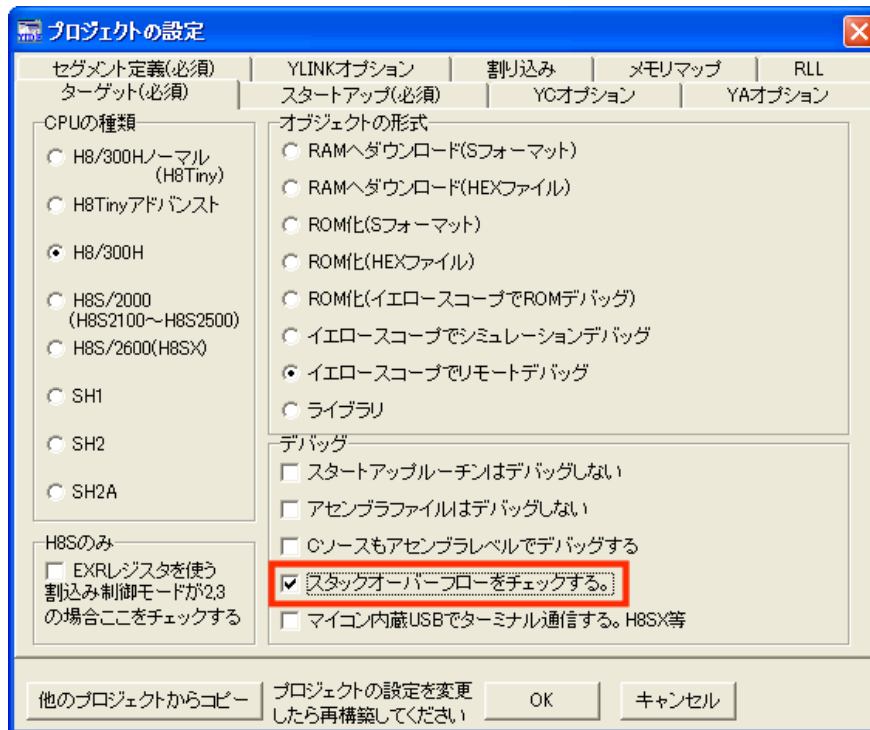 プロジェクトの設定
セグメント定義(必須)
YLINKオプション
割り込み
メモリマップ
RLL
ターゲット(必須)
スタートアップ(必須)
YCオプション
YAオプション
CPUの種類
H8/300Hノーマル
(H8Tiny)
H8Tinyアドバンスト
H8/300H
H8S/2000
(H8S2100～H8S2500)
H8S/2600(H8SX)
SH1
SH2
SH2A
H8Sのみ
EXRレジスタを使う
割込み制御モードが2,3
の場合ここをチェックする
オブジェクトの形式
RAMへダウンロード(Sフォーマット)
RAMへダウンロード(HEXファイル)
ROM化(Sフォーマット)
ROM化(HEXファイル)
ROM化(イエロースコープでROMデバッグ)
イエロースコープでシミュレーションデバッグ
イエロースコープでリモートデバッグ
ライブラリ
デバッグ
スタートアップルーチンはデバッグしない
アセンブラファイルはデバッグしない
Cソースもアセンブラレベルでデバッグする
スタックオーバーフローをチェックする。
マイコン内蔵USBでターミナル通信する。H8SX等
他のプロジェクトからコピー
プロジェクトの設定を変更
したら再構築してください
OK
キャンセル